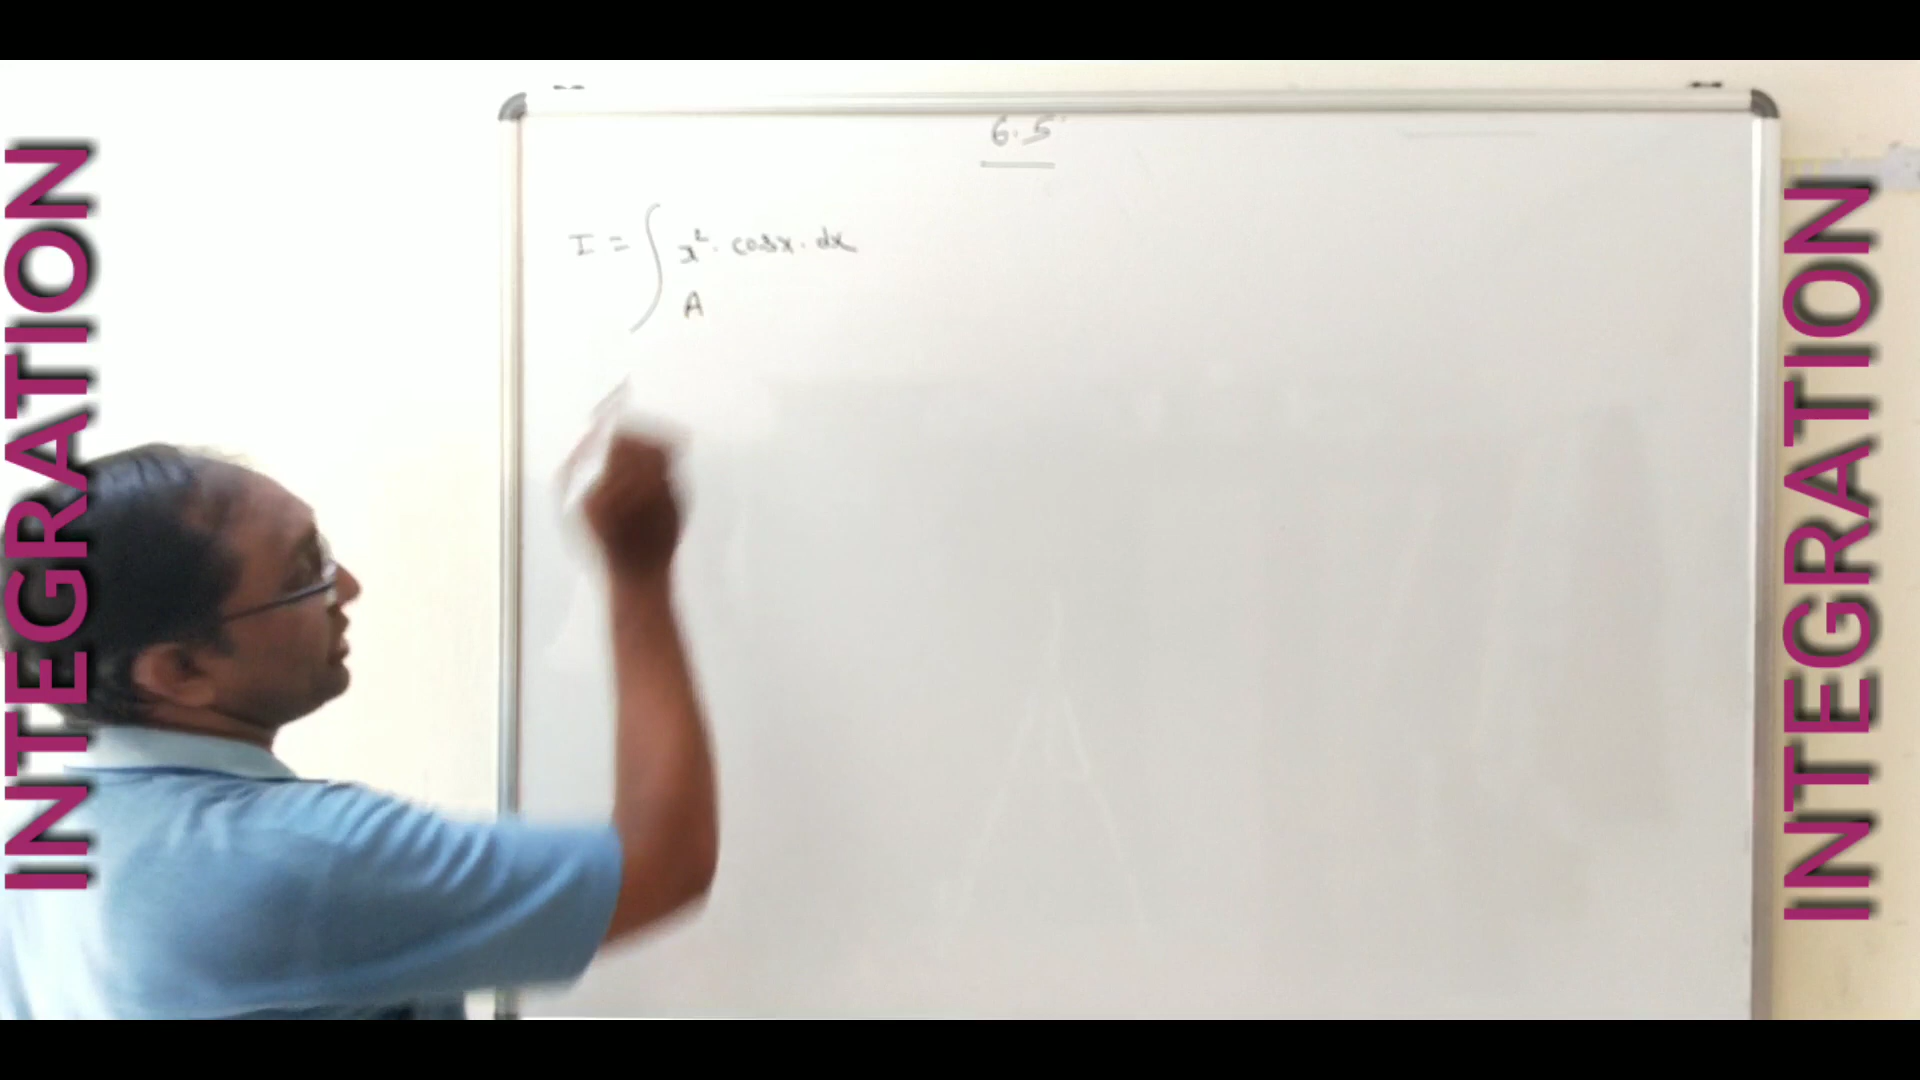 INTEGRATION
6.5
I = ∫ x². cosx. dx
A
INTEGRATION